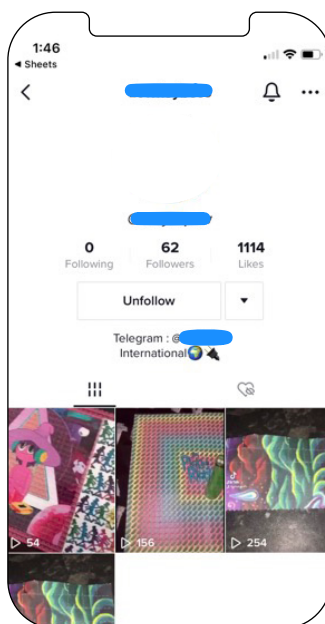 1:46
◀ Sheets
0 62 1114
Following Followers Likes
Unfollow
Telegram : @
International🌍🔌
54 156 254